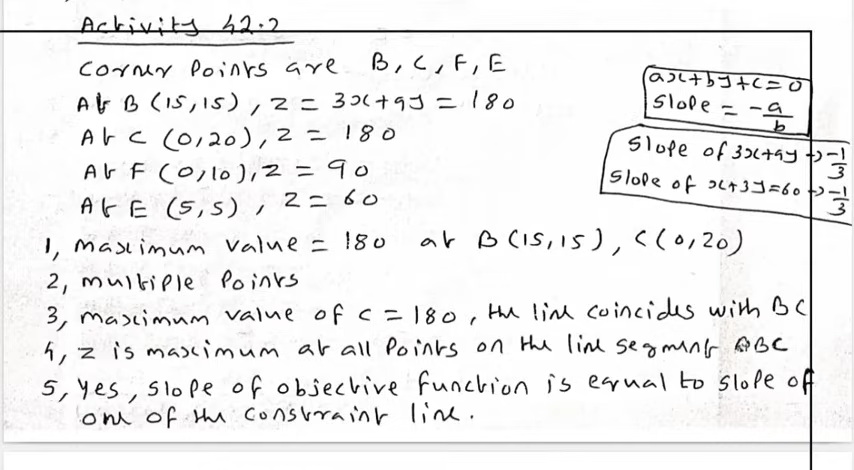 Activity 42.2
Corner Points are B, C, F, E
At B (15,15), z = 3x+9y = 180
At C (0,20), z = 180
At F (0,10), z = 90
At E (5,5), z = 60
ax+by+c=0
Slope = -a/b
Slope of 3x+9y → -1/3
Slope of x+3y=60 → -1/3
1, maximum value = 180 at B (15,15), C(0,20)
2, multiple Points
3, maximum value of c = 180, the line coincides with BC
4, z is maximum at all Points on the line segment BC
5, Yes, slope of objective function is equal to slope of
one of the constraint line.